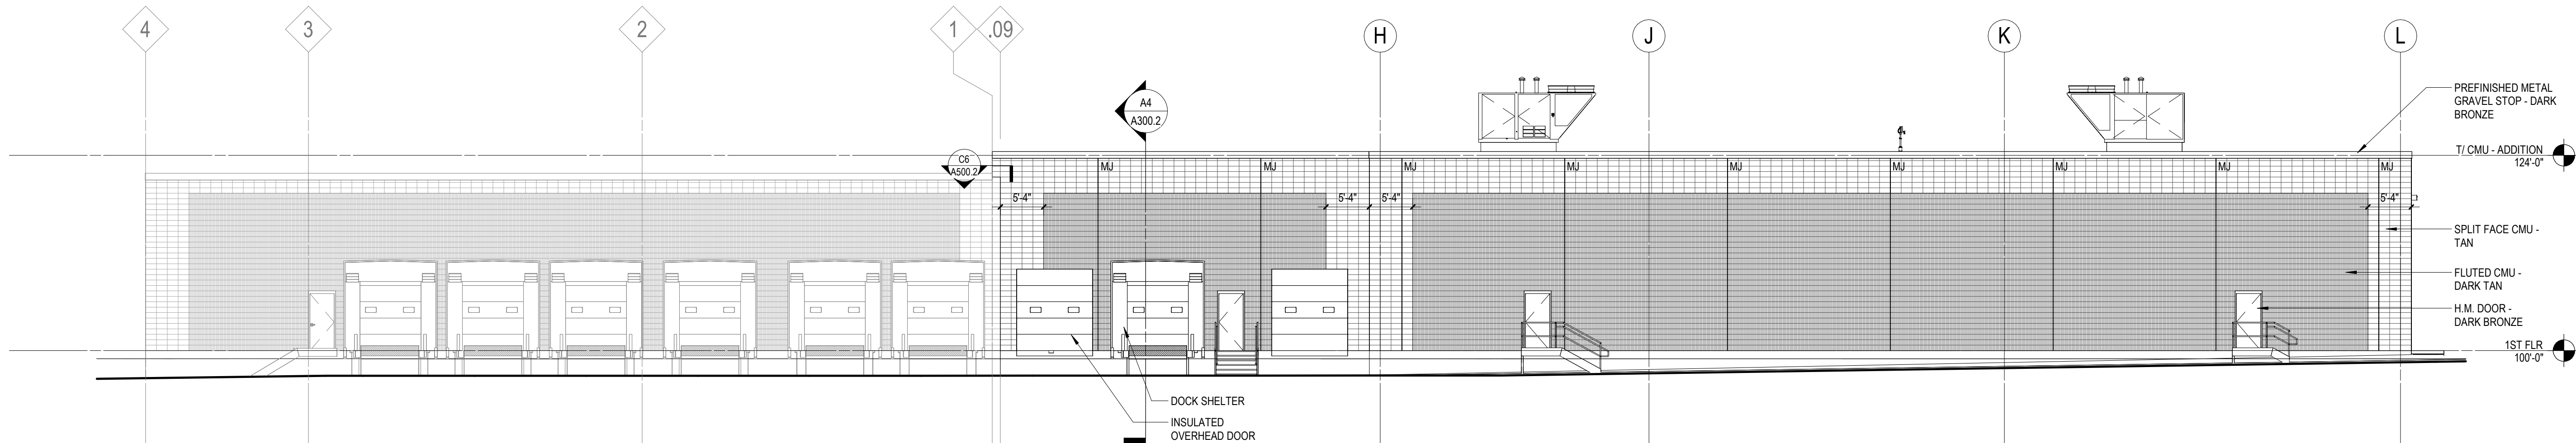 4
3
2
1
.09
H
J
K
L
A4
A300.2
C6
A500.2
PREFINISHED METAL
GRAVEL STOP - DARK
BRONZE
T/ CMU - ADDITION
124'-0"
MJ
MJ
MJ
MJ
MJ
MJ
MJ
MJ
MJ
5'-4"
5'-4"
5'-4"
5'-4"
SPLIT FACE CMU -
TAN
FLUTED CMU -
DARK TAN
H.M. DOOR -
DARK BRONZE
1ST FLR
100'-0"
DOCK SHELTER
INSULATED
OVERHEAD DOOR